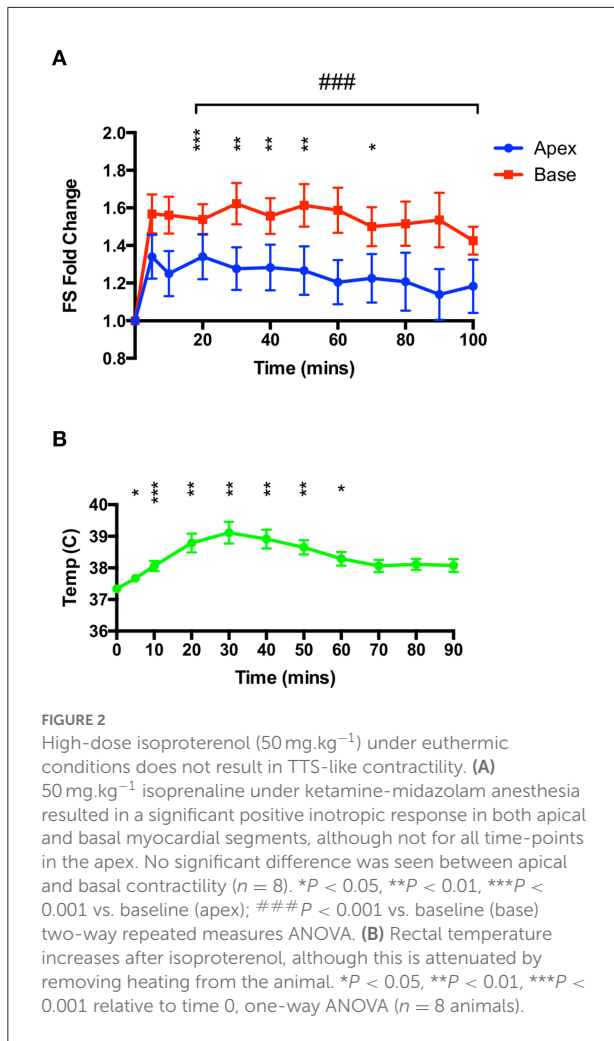 A
###
*** ** ** ** *
2.0
1.8
1.6
1.4
1.2
1.0
0.8
FS Fold Change
20 40 60 80 100
Time (mins)
Apex
Base
B
* *** ** ** ** ** *
40
39
38
37
36
Temp (C)
0 10 20 30 40 50 60 70 80 90
Time (mins)
FIGURE 2
High-dose isoproterenol (50 mg.kg⁻¹) under euthermic
conditions does not result in TTS-like contractility. (A)
50 mg.kg⁻¹ isoprenaline under ketamine-midazolam anesthesia
resulted in a significant positive inotropic response in both apical
and basal myocardial segments, although not for all time-points
in the apex. No significant difference was seen between apical
and basal contractility (n = 8). *P < 0.05, **P < 0.01, ***P <
0.001 vs. baseline (apex); ###P < 0.001 vs. baseline (base)
two-way repeated measures ANOVA. (B) Rectal temperature
increases after isoproterenol, although this is attenuated by
removing heating from the animal. *P < 0.05, **P < 0.01, ***P <
0.001 relative to time 0, one-way ANOVA (n = 8 animals).